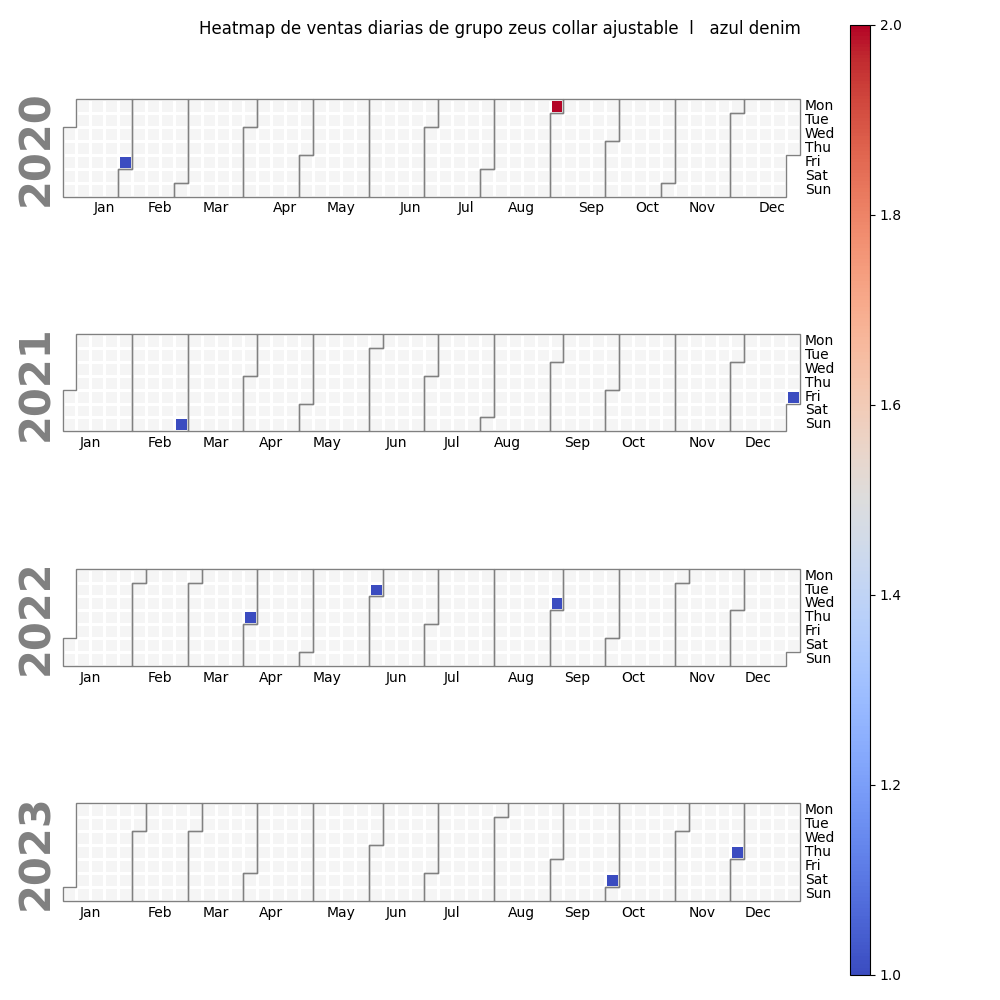 Heatmap de ventas diarias de grupo zeus collar ajustable l azul denim
2020
Mon
Tue
Wed
Thu
Fri
Sat
Sun
Jan Feb Mar Apr May Jun Jul Aug Sep Oct Nov Dec
2021
Mon
Tue
Wed
Thu
Fri
Sat
Sun
Jan Feb Mar Apr May Jun Jul Aug Sep Oct Nov Dec
2022
Mon
Tue
Wed
Thu
Fri
Sat
Sun
Jan Feb Mar Apr May Jun Jul Aug Sep Oct Nov Dec
2023
Mon
Tue
Wed
Thu
Fri
Sat
Sun
Jan Feb Mar Apr May Jun Jul Aug Sep Oct Nov Dec
2.0
1.8
1.6
1.4
1.2
1.0